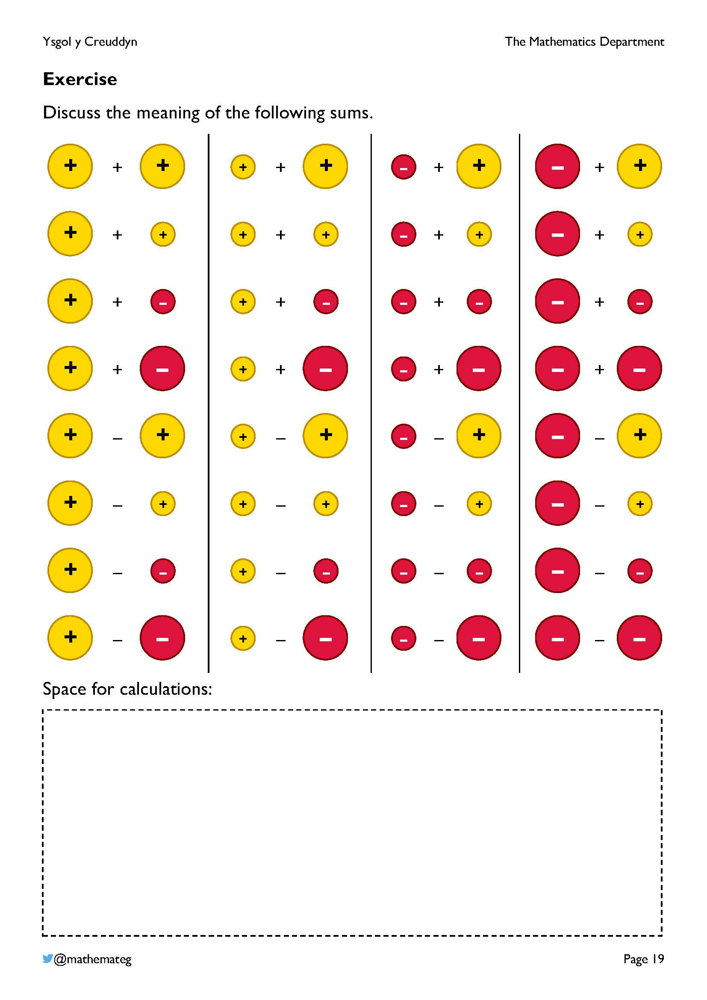 Ysgol y Creuddyn The Mathematics Department
Exercise
Discuss the meaning of the following sums.
+ + + + + + - + + - + +
+ + + + + + - + + - + +
+ + - + + - - + - - + -
+ + - + + - - + - - + -
+ – + + – + - – + - – +
+ – + + – + - – + - – +
+ – - + – - - – - - – -
+ – - + – - - – - - – -
Space for calculations:
@mathemateg Page 19